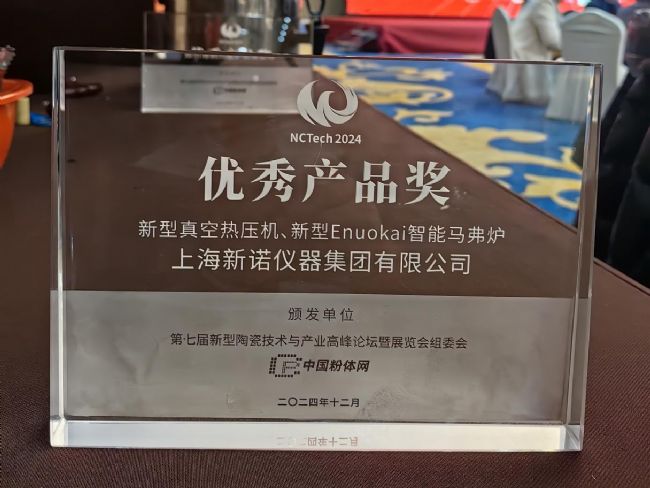 NCTech 2024
优秀产品奖
新型真空热压机、新型Enuokai智能马弗炉
上海新诺仪器集团有限公司
颁发单位
第七届新型陶瓷技术与产业高峰论坛暨展览会组委会
中国粉体网
二〇二四年十二月